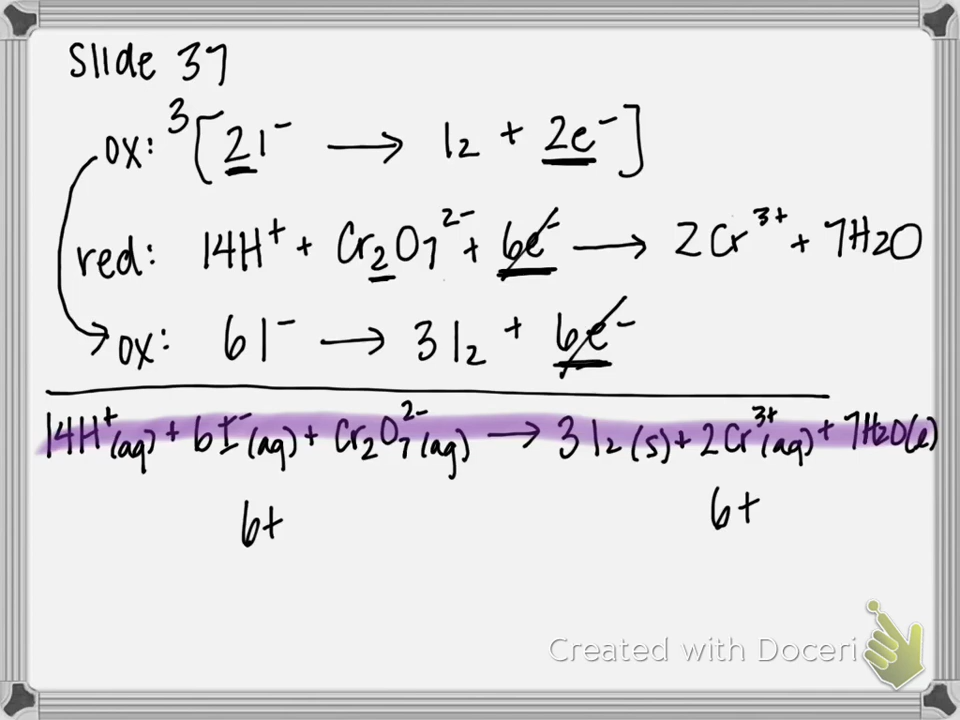 Slide 37
ox: 3[2I⁻ → I₂ + 2e⁻]
red: 14H⁺ + Cr₂O₇²⁻ + 6e⁻ → 2Cr³⁺ + 7H₂O
ox: 6I⁻ → 3I₂ + 6e⁻
14H⁺(aq) + 6I⁻(aq) + Cr₂O₇²⁻(aq) → 3I₂(s) + 2Cr³⁺(aq) + 7H₂O(l)
6+ 6+
Created with Doceri